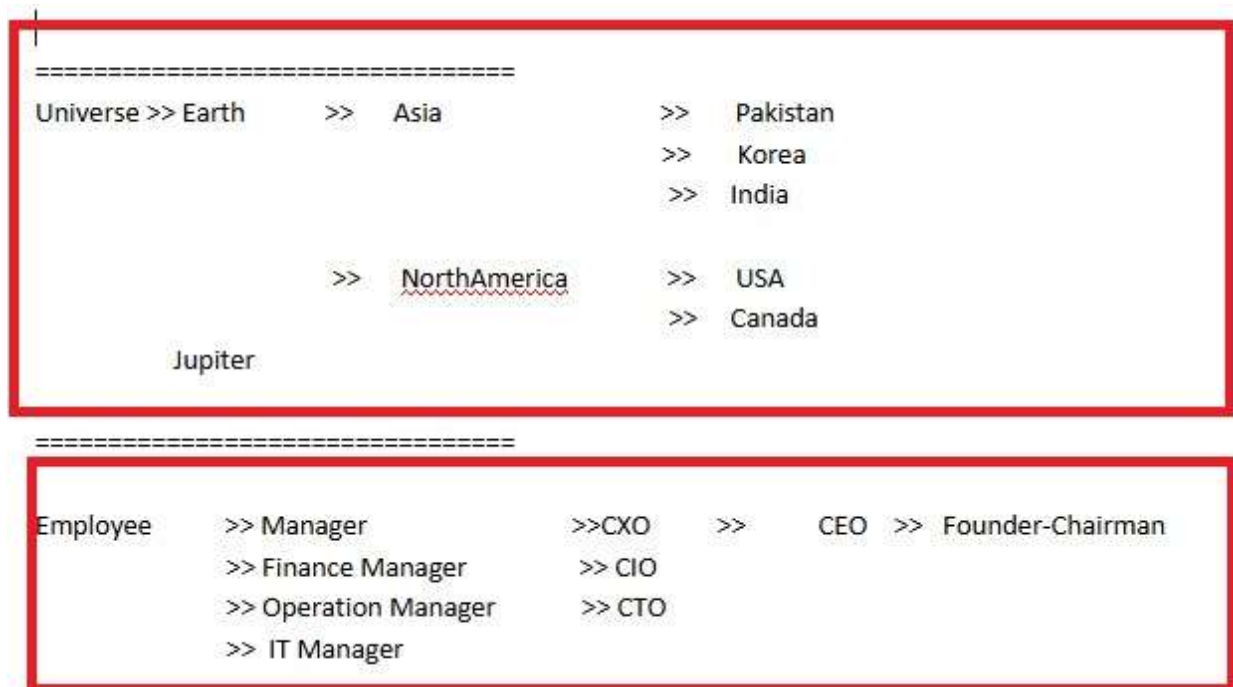 =================================
Universe >> Earth >> Asia >> Pakistan
>> Korea
>> India
>> NorthAmerica >> USA
>> Canada
Jupiter
=================================
Employee >> Manager >>CXO >> CEO >> Founder-Chairman
>> Finance Manager >> CIO
>> Operation Manager >> CTO
>> IT Manager